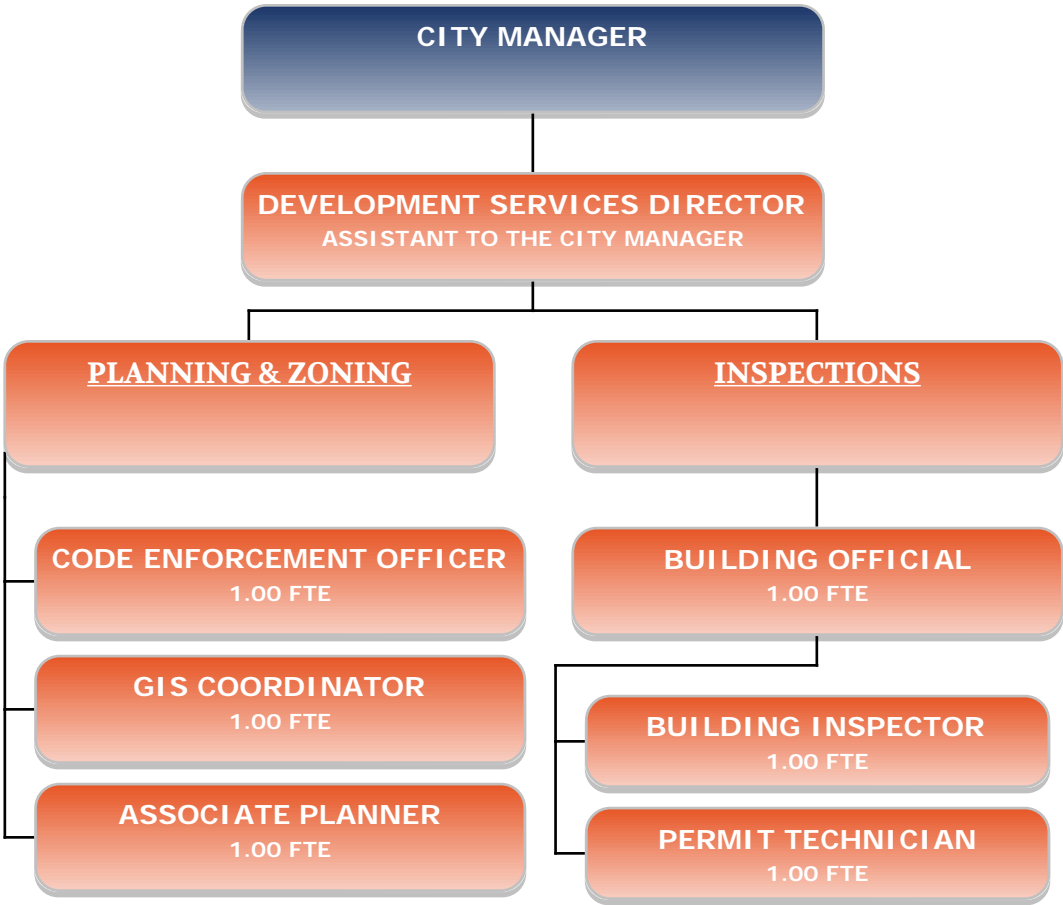 CITY MANAGER
DEVELOPMENT SERVICES DIRECTOR
ASSISTANT TO THE CITY MANAGER
PLANNING & ZONING
CODE ENFORCEMENT OFFICER
1.00 FTE
GIS COORDINATOR
1.00 FTE
ASSOCIATE PLANNER
1.00 FTE
INSPECTIONS
BUILDING OFFICIAL
1.00 FTE
BUILDING INSPECTOR
1.00 FTE
PERMIT TECHNICIAN
1.00 FTE